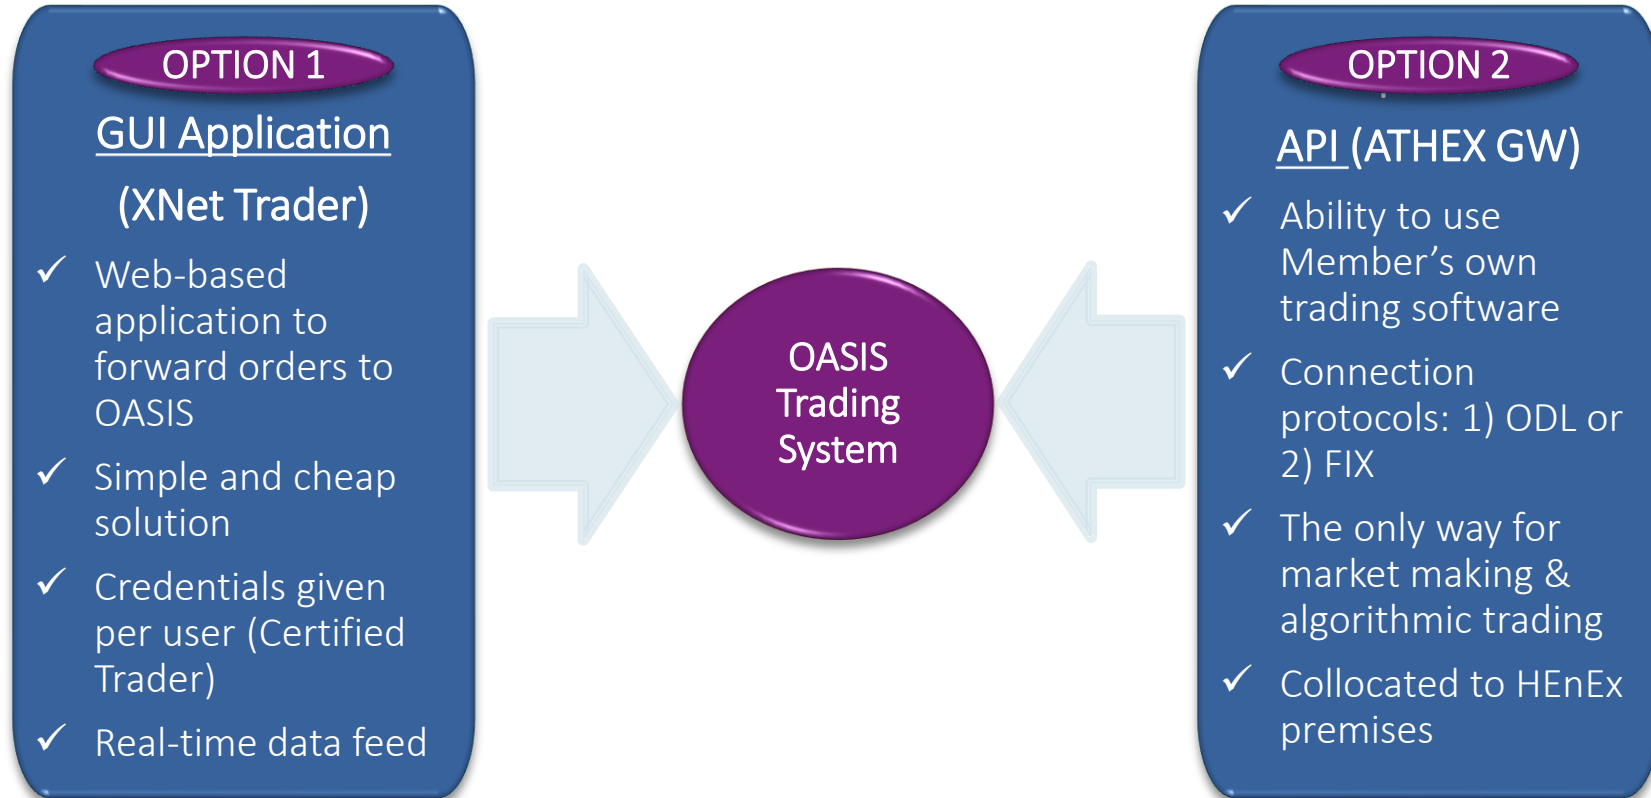 OPTION 1
GUI Application
(XNet Trader)
✓ Web-based
application to
forward orders to
OASIS
✓ Simple and cheap
solution
✓ Credentials given
per user (Certified
Trader)
✓ Real-time data feed
OASIS
Trading
System
OPTION 2
API (ATHEX GW)
✓ Ability to use
Member’s own
trading software
✓ Connection
protocols: 1) ODL or
2) FIX
✓ The only way for
market making &
algorithmic trading
✓ Collocated to HEnEx
premises